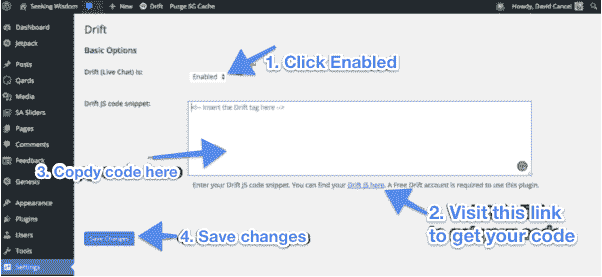 Seeking Wisdom
+ New
Drift
Purge SG Cache
Howdy, David Cancel
Dashboard
Jetpack
Posts
Qards
Media
SA Sliders
Pages
Comments
Feedback
Genesis
Appearance
Plugins
Users
Tools
Settings
Drift
Basic Options
Drift (Live Chat) is:
Enabled
1. Click Enabled
Drift JS code snippet:
<!-- Insert the Drift tag here -->
3. Copdy code here
Enter your Drift JS code snippet. You can find your Drift JS here. A Free Drift account is required to use this plugin.
2. Visit this link
to get your code
Save Changes
4. Save changes